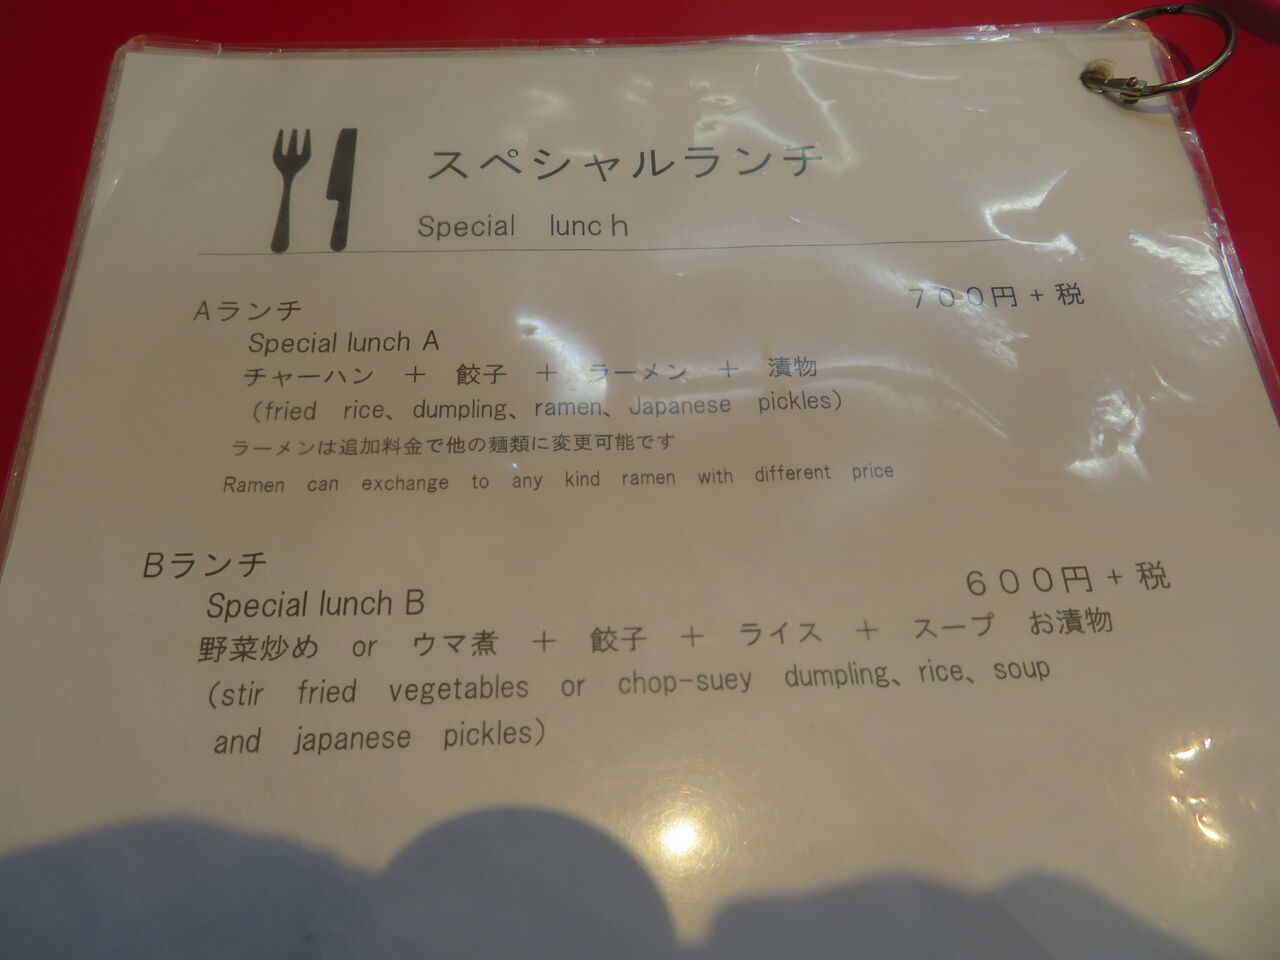 スペシャルランチ
Special lunch
Aランチ 700円+税
Special lunch A
チャーハン + 餃子 + ラーメン + 漬物
(fried rice、dumpling、ramen、Japanese pickles)
ラーメンは追加料金で他の麺類に変更可能です
Ramen can exchange to any kind ramen with different price
Bランチ 600円+税
Special lunch B
野菜炒め or ウマ煮 + 餃子 + ライス + スープ お漬物
(stir fried vegetables or chop-suey dumpling、rice、soup
and japanese pickles)